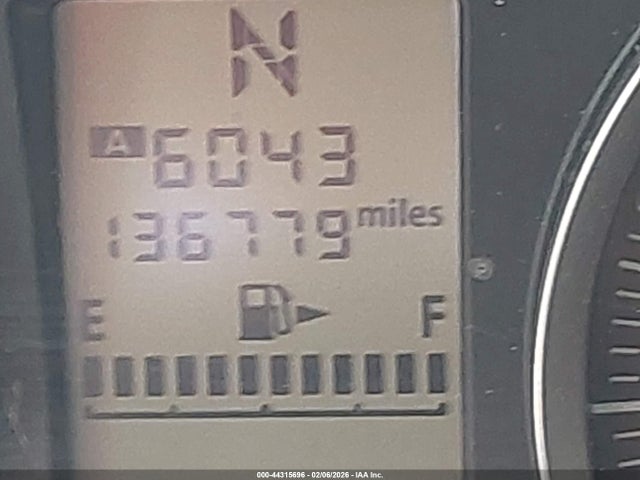 N
A 6043
136779 miles
E F
000-44315696 - 02/06/2026 - IAA Inc.